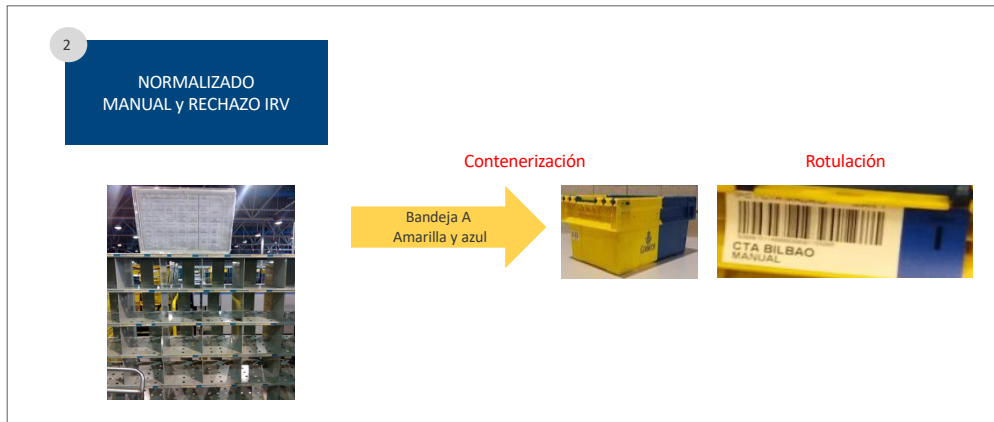 2
NORMALIZADO
MANUAL y RECHAZO IRV
Contenerización
Rotulación
Bandeja A
Amarilla y azul
CTA BILBAO
MANUAL